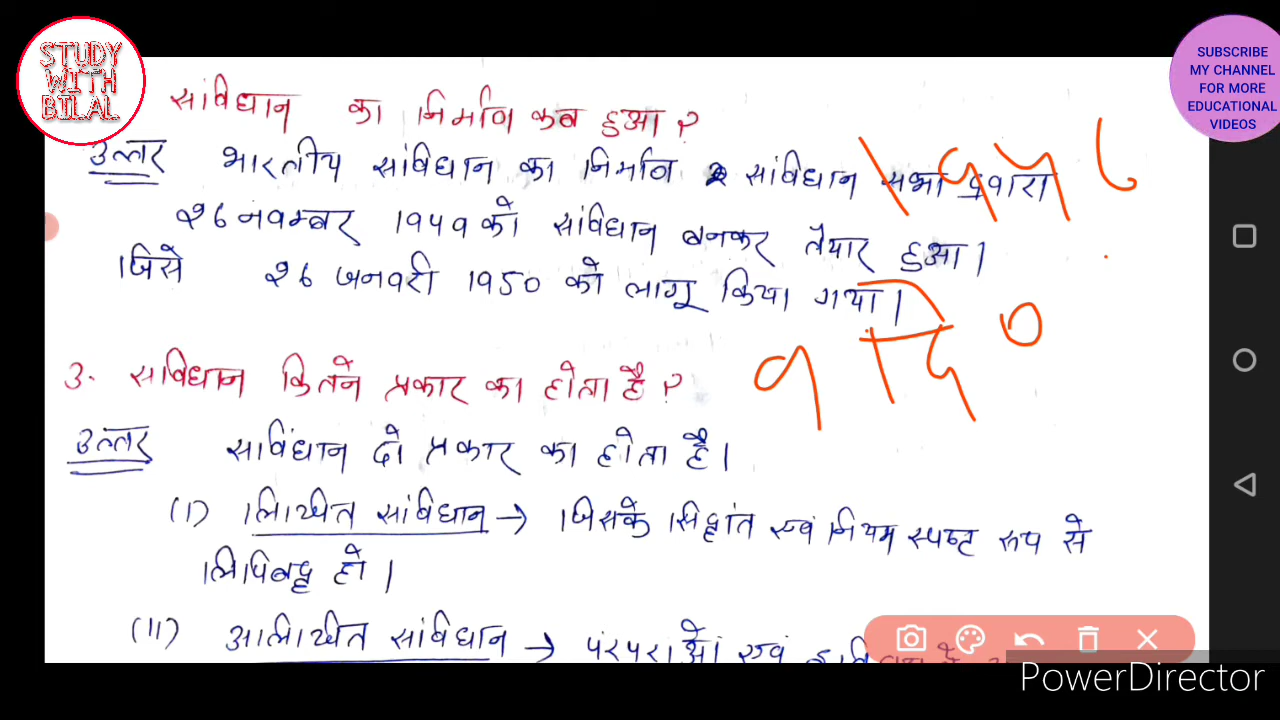 STUDY
WITH
BILAL
SUBSCRIBE
MY CHANNEL
FOR MORE
EDUCATIONAL
VIDEOS
संविधान का निर्माण कब हुआ ?
उत्तर भारतीय संविधान का निर्माण संविधान सभा द्वारा
26 नवम्बर 1949 को संविधान बनकर तैयार हुआ।
जिसे 26 जनवरी 1950 को लागू किया गया।
3. संविधान कितने प्रकार का होता है ?
उत्तर संविधान दो प्रकार का होता है।
(I) लिखित संविधान → जिसके सिद्धांत एवं नियम स्पष्ट रूप से
लिपिबद्ध हो।
(II) अलिखित संविधान → परंपराओं एवं
PowerDirector